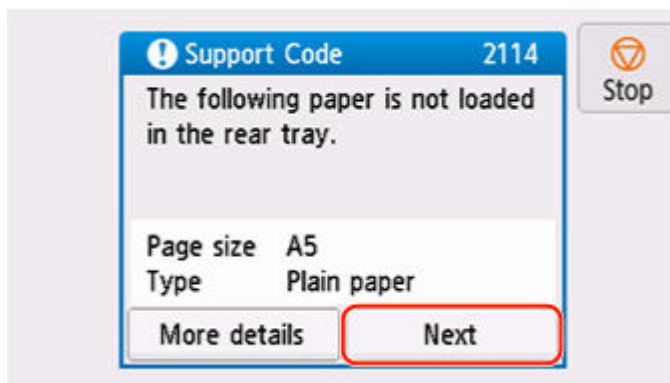 Support Code 2114
Stop
The following paper is not loaded
in the rear tray.
Page size A5
Type Plain paper
More details Next